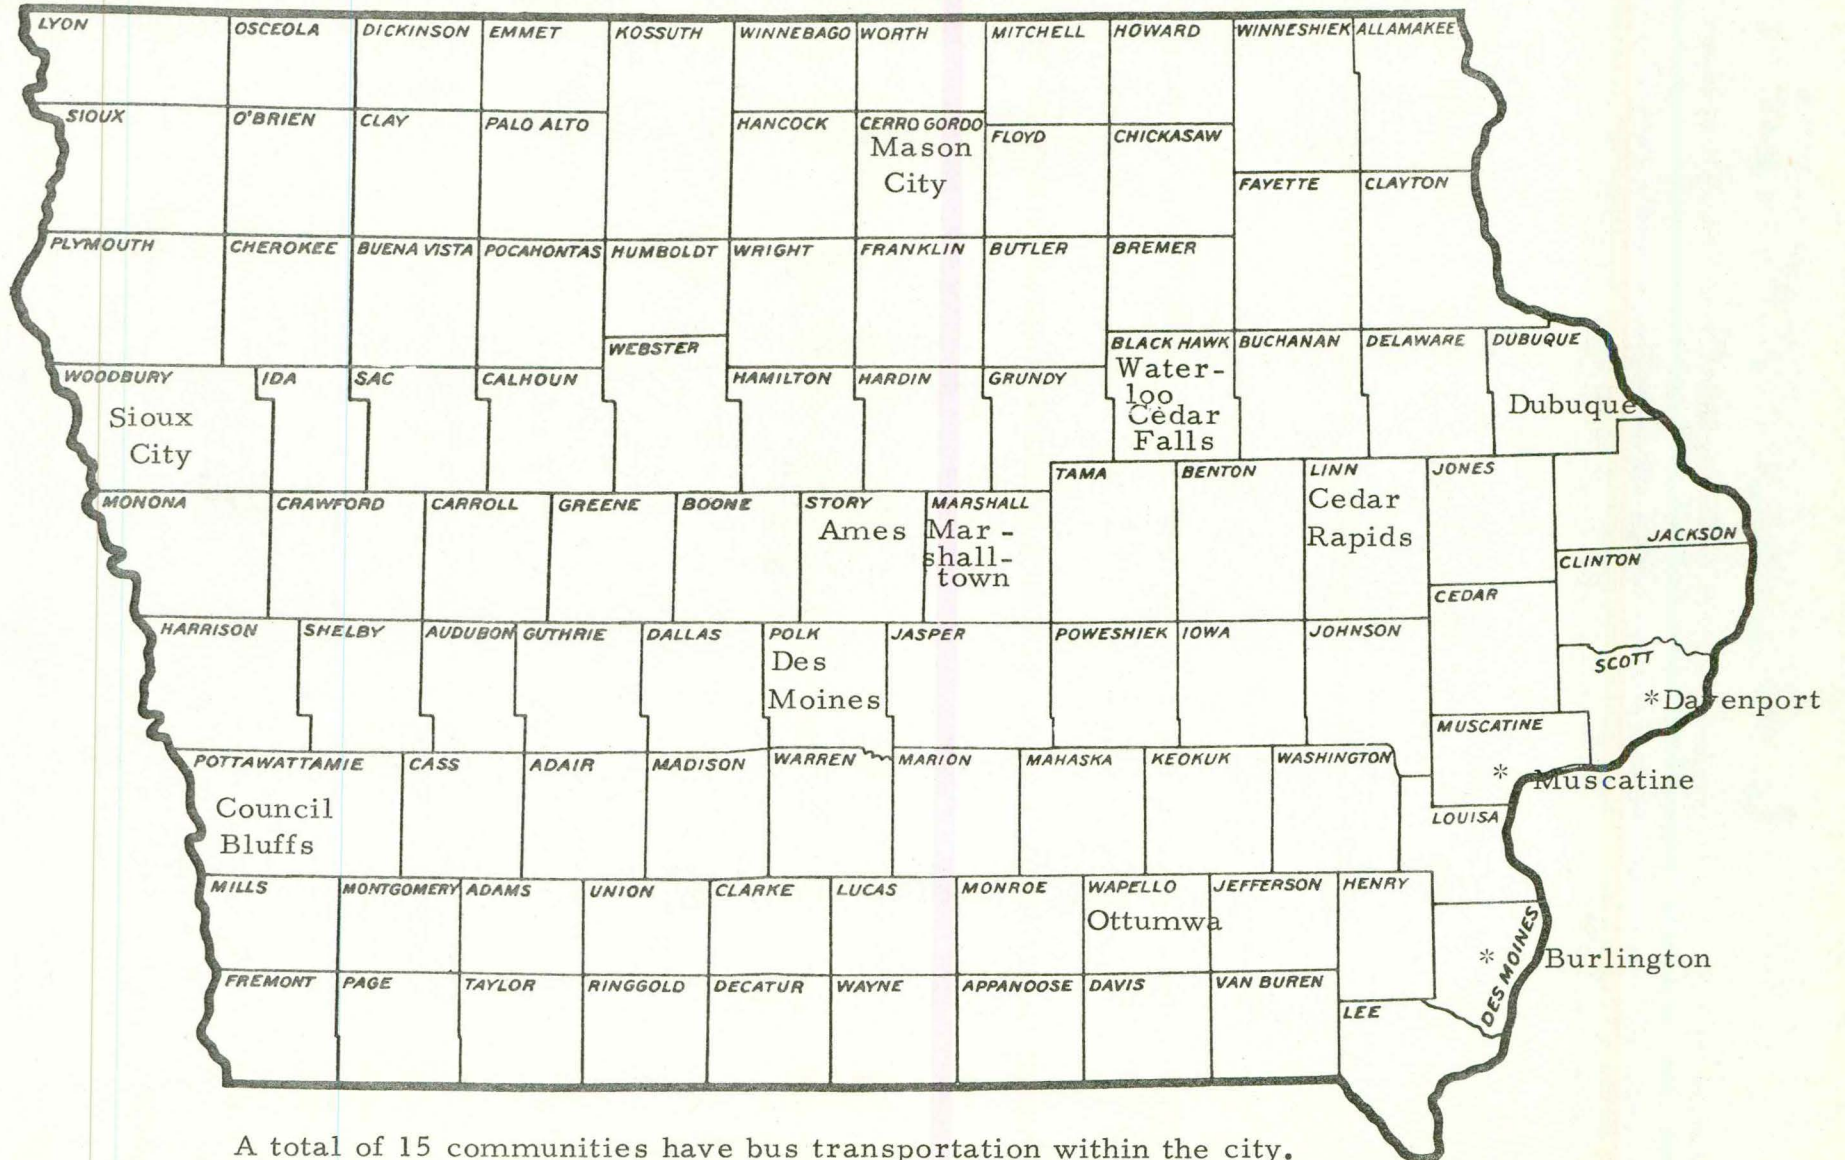 LYON OSCEOLA DICKINSON EMMET KOSSUTH WINNEBAGO WORTH MITCHELL HOWARD WINNESHIEK ALLAMAKEE
SIOUX O'BRIEN CLAY PALO ALTO HANCOCK CERRO GORDO FLOYD CHICKASAW
Mason
City
FAYETTE CLAYTON
PLYMOUTH CHEROKEE BUENA VISTA POCAHONTAS HUMBOLDT WRIGHT FRANKLIN BUTLER BREMER
WEBSTER BLACK HAWK BUCHANAN DELAWARE DUBUQUE
Water-
loo
Cedar
Falls
Dubuque
WOODBURY IDA SAC CALHOUN HAMILTON HARDIN GRUNDY
Sioux
City
TAMA BENTON LINN JONES
Cedar
Rapids
MONONA CRAWFORD CARROLL GREENE BOONE STORY MARSHALL
Ames
Mar -
shall-
town
JACKSON
CLINTON
CEDAR
HARRISON SHELBY AUDUBON GUTHRIE DALLAS POLK JASPER POWESHIEK IOWA JOHNSON
Des
Moines
SCOTT
*Davenport
MUSCATINE
* Muscatine
POTTAWATTAMIE CASS ADAIR MADISON WARREN MARION MAHASKA KEOKUK WASHINGTON
Council
Bluffs
LOUISA
MILLS MONTGOMERY ADAMS UNION CLARKE LUCAS MONROE WAPELLO JEFFERSON HENRY
Ottumwa
DES MOINES
* Burlington
FREMONT PAGE TAYLOR RINGGOLD DECATUR WAYNE APPANOOSE DAVIS VAN BUREN
LEE
A total of 15 communities have bus transportation within the city.